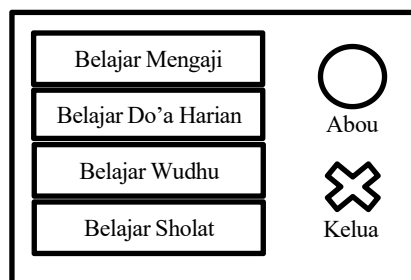 Belajar Mengaji
Belajar Do’a Harian
Belajar Wudhu
Belajar Sholat
Abou
Kelua